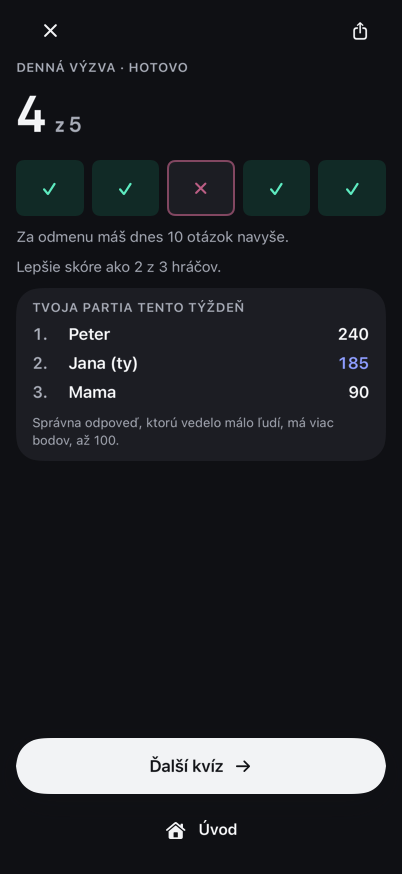 DENNÁ VÝZVA · HOTOVO
4 z 5
Za odmenu máš dnes 10 otázok navyše.
Lepšie skóre ako 2 z 3 hráčov.
TVOJA PARTIA TENTO TÝŽDEŇ
1. Peter 240
2. Jana (ty) 185
3. Mama 90
Správna odpoveď, ktorú vedelo málo ľudí, má viac
bodov, až 100.
Ďalší kvíz →
Úvod